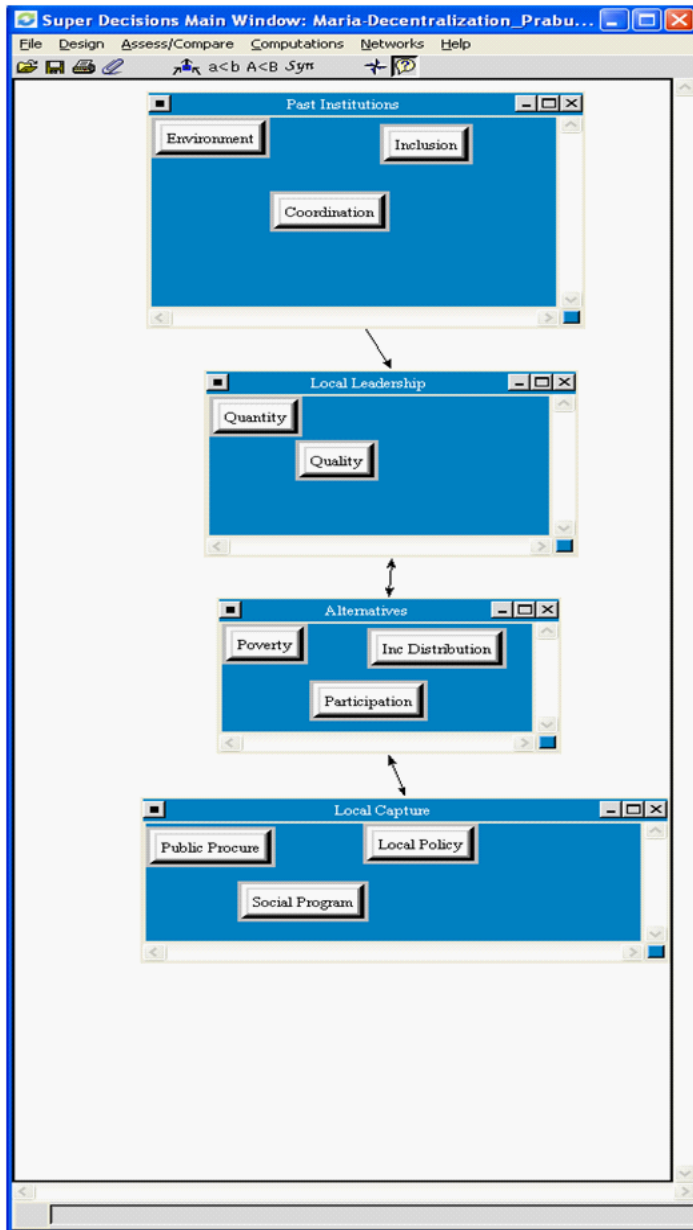 Super Decisions Main Window: Maria-Decentralization_Prabu...
File Design Assess/Compare Computations Networks Help
a<b A<B Syn
Past Institutions
Environment
Inclusion
Coordination
Local Leadership
Quantity
Quality
Alternatives
Poverty
Inc Distribution
Participation
Local Capture
Public Procure
Local Policy
Social Program